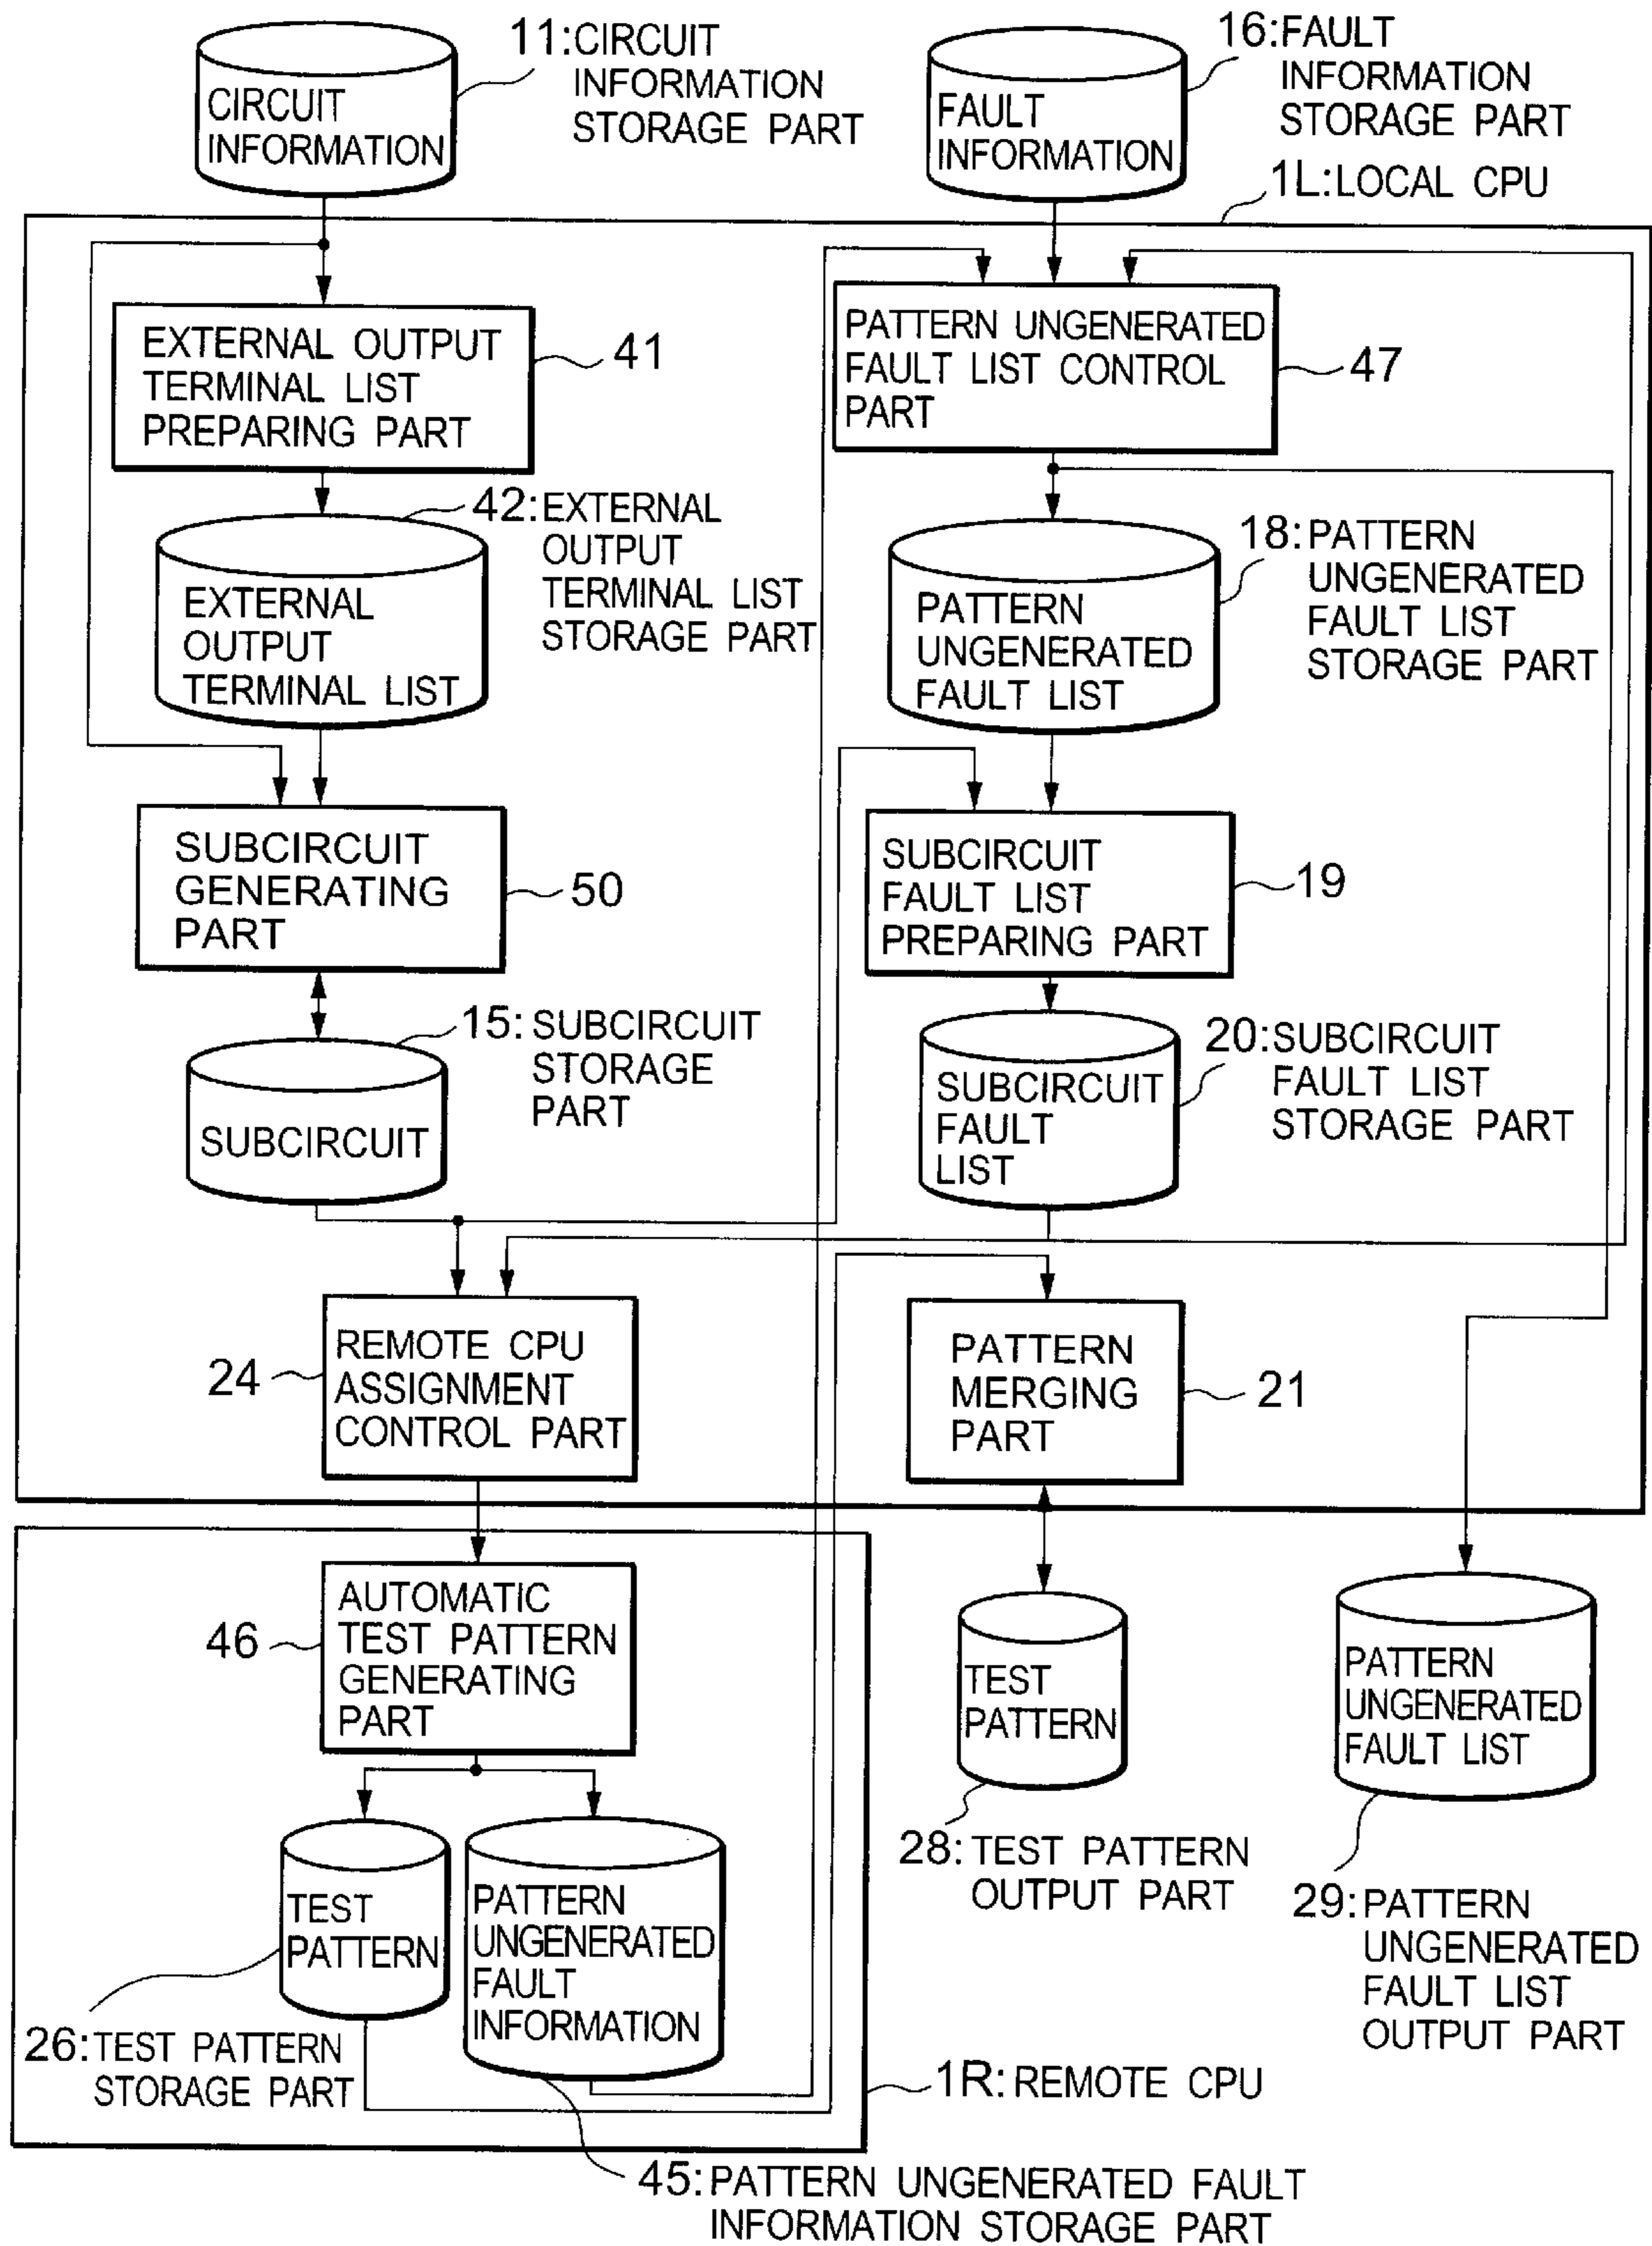 11:CIRCUIT
INFORMATION
STORAGE PART
CIRCUIT
INFORMATION
16:FAULT
INFORMATION
STORAGE PART
FAULT
INFORMATION
1L:LOCAL CPU
EXTERNAL OUTPUT
TERMINAL LIST
PREPARING PART
41
PATTERN UNGENERATED
FAULT LIST CONTROL
PART
47
42:EXTERNAL
OUTPUT
TERMINAL LIST
STORAGE PART
EXTERNAL
OUTPUT
TERMINAL LIST
18:PATTERN
UNGENERATED
FAULT LIST
STORAGE PART
PATTERN
UNGENERATED
FAULT LIST
SUBCIRCUIT
GENERATING
PART
50
SUBCIRCUIT
FAULT LIST
PREPARING PART
19
15:SUBCIRCUIT
STORAGE
PART
SUBCIRCUIT
20:SUBCIRCUIT
FAULT LIST
STORAGE PART
SUBCIRCUIT
FAULT
LIST
24
REMOTE CPU
ASSIGNMENT
CONTROL PART
PATTERN
MERGING
PART
21
46
AUTOMATIC
TEST PATTERN
GENERATING
PART
TEST
PATTERN
PATTERN
UNGENERATED
FAULT LIST
28:TEST PATTERN
OUTPUT PART
29:PATTERN
UNGENERATED
FAULT LIST
OUTPUT PART
TEST
PATTERN
PATTERN
UNGENERATED
FAULT
INFORMATION
26:TEST PATTERN
STORAGE PART
1R:REMOTE CPU
45:PATTERN UNGENERATED FAULT
INFORMATION STORAGE PART